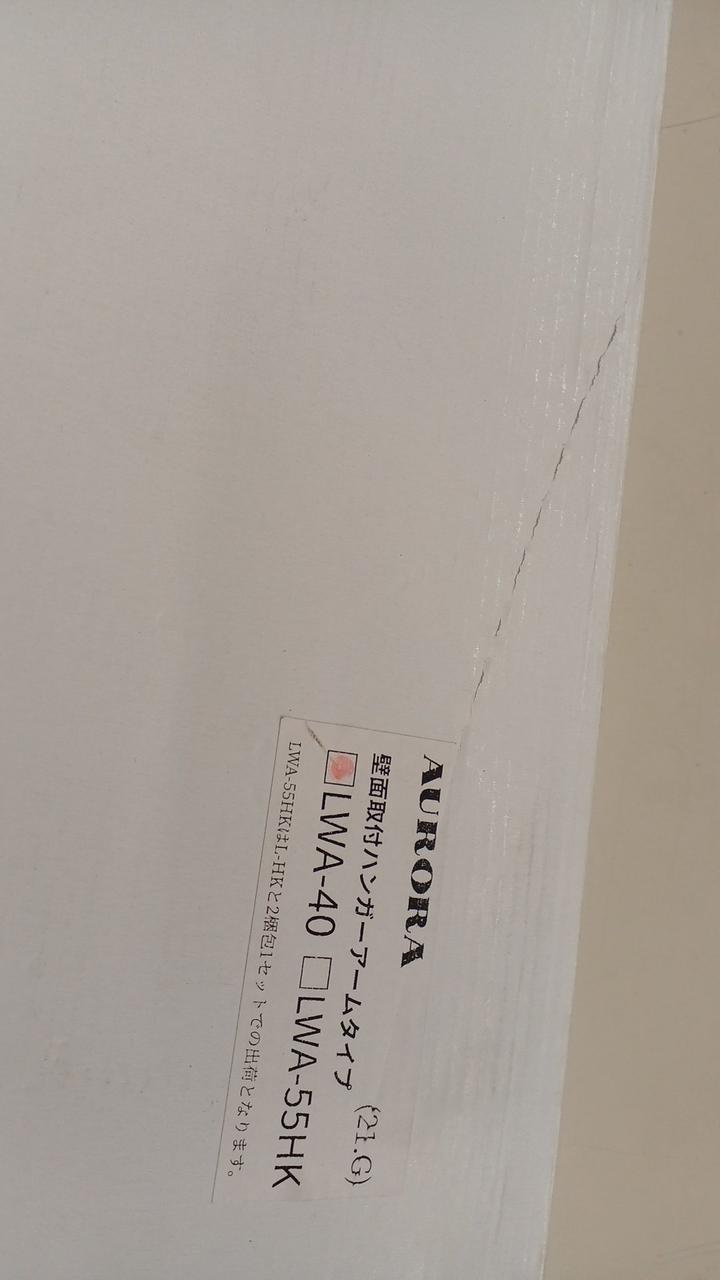 AURORA
壁面取付ハンガーアームタイプ (21.G)
LWA-40 □LWA-55HK
LWA-55HKはL-HKと2梱包1セットでの出荷となります。